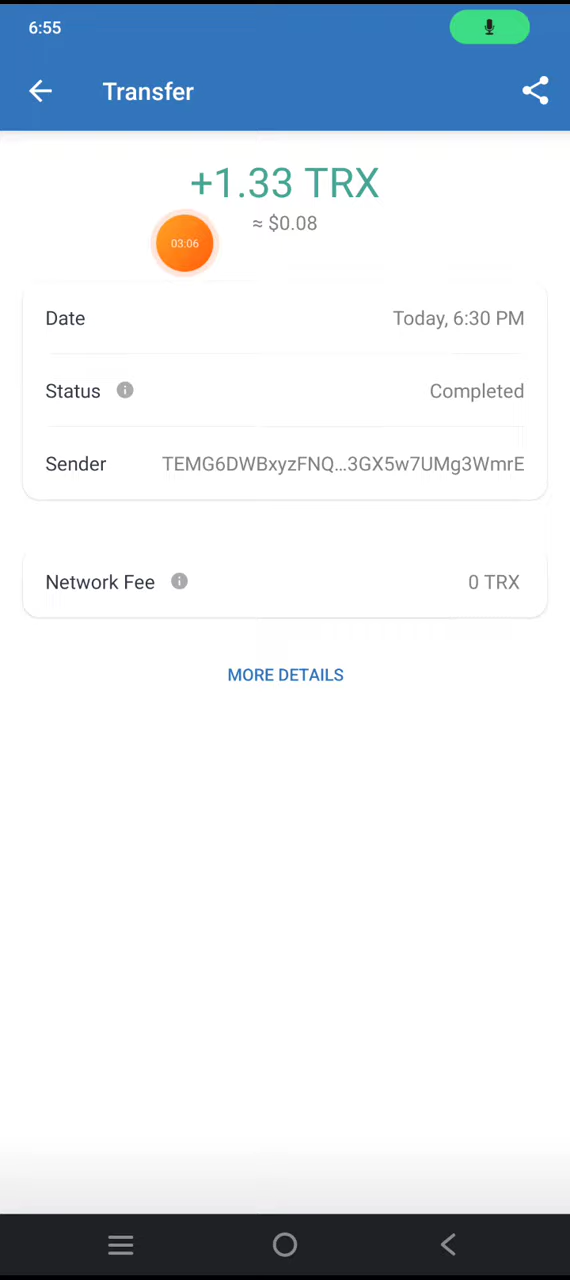 6:55
Transfer
+1.33 TRX
≈ $0.08
03:06
Date Today, 6:30 PM
Status Completed
Sender TEMG6DWBxyzFNQ...3GX5w7UMg3WmrE
Network Fee 0 TRX
MORE DETAILS